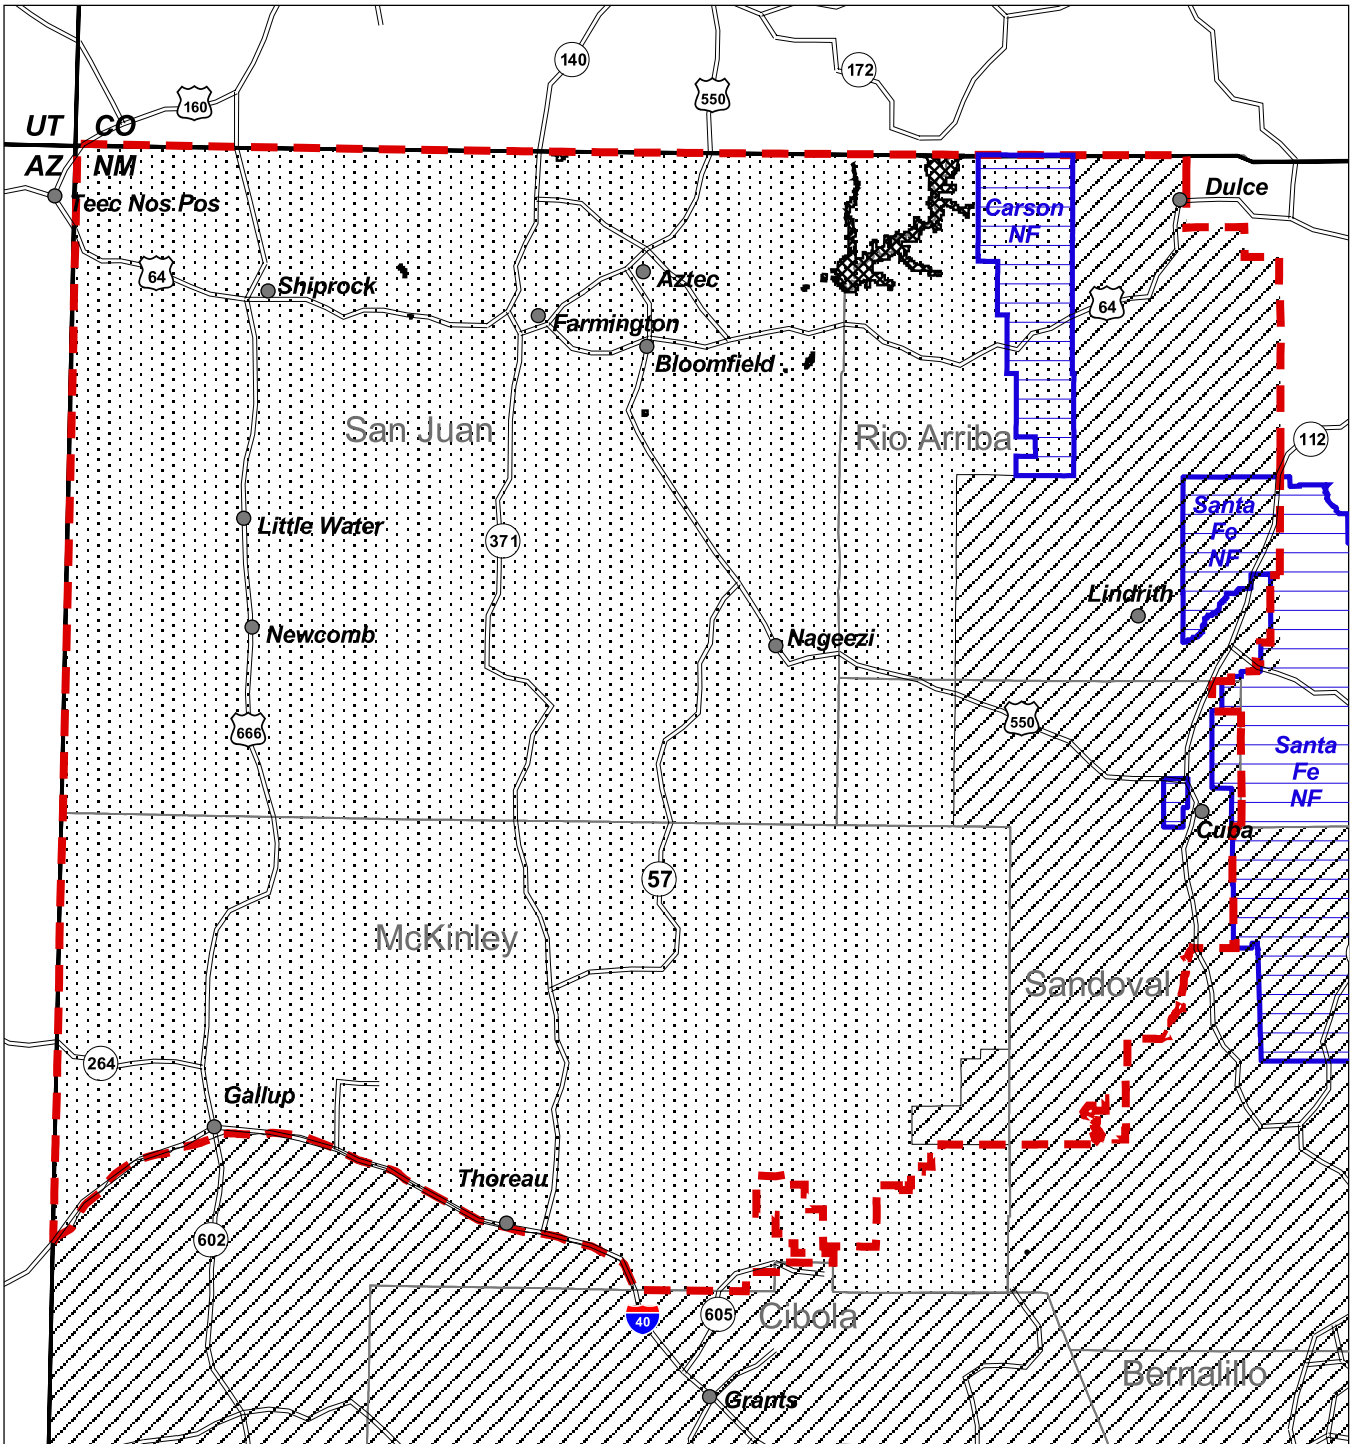 140
172
160
550
UT
CO
AZ
NM
Dulce
Teec Nos Pos
Carson
NF
64
Aztec
Shiprock
64
Farmington
Bloomfield
San Juan
Rio Arriba
112
Santa
Fe
NF
Little Water
371
Lindrith
Newcomb
Nageezi
666
550
Santa
Fe
NF
Cuba
57
McKinley
Sandoval
264
Gallup
Thoreau
602
605
Cibola
40
Bernalillo
Grants